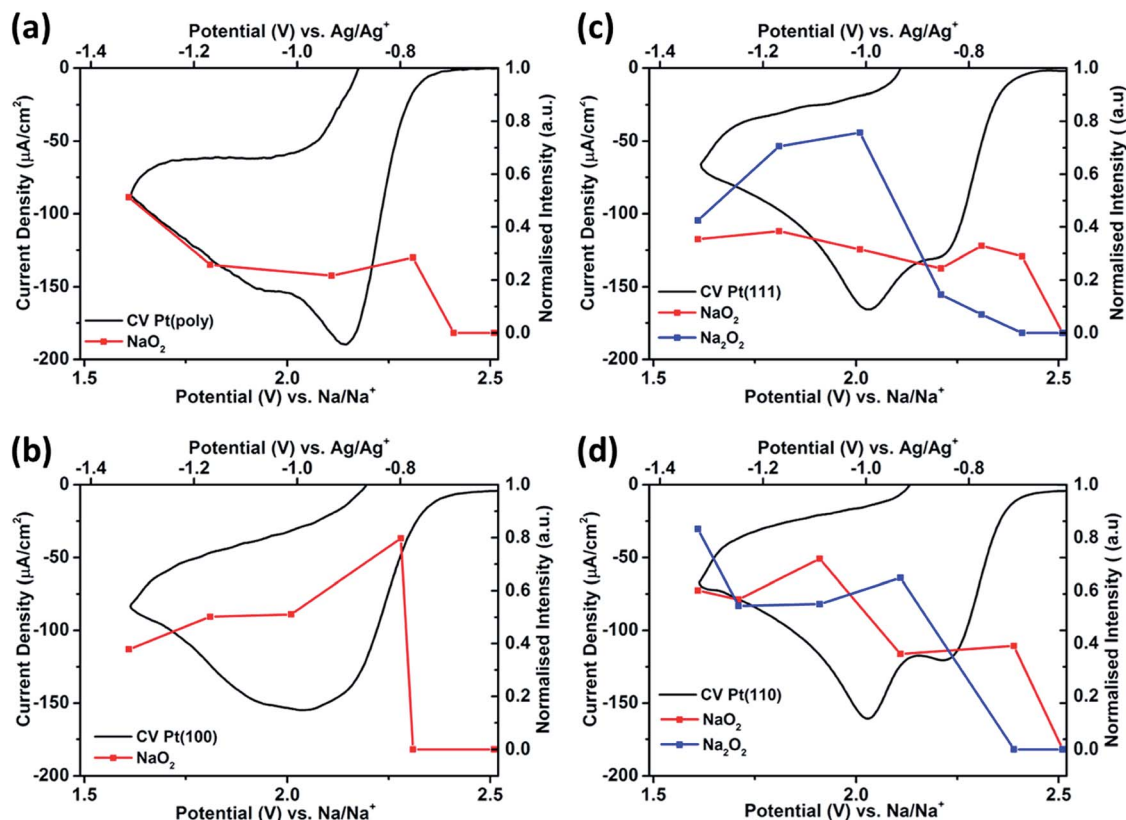 (a)
Potential (V) vs. Ag/Ag⁺
-1.4 -1.2 -1.0 -0.8
Current Density (µA/cm²)
0
-50
-100
-150
-200
Normalised Intensity (a.u.)
1.0
0.8
0.6
0.4
0.2
0.0
CV Pt(poly)
NaO₂
1.5 2.0 2.5
Potential (V) vs. Na/Na⁺
(c)
Potential (V) vs. Ag/Ag⁺
-1.4 -1.2 -1.0 -0.8
Current Density (µA/cm²)
0
-50
-100
-150
-200
Normalised Intensity ( (a.u)
1.0
0.8
0.6
0.4
0.2
0.0
CV Pt(111)
NaO₂
Na₂O₂
1.5 2.0 2.5
Potential (V) vs. Na/Na⁺
(b)
Potential (V) vs. Ag/Ag⁺
-1.4 -1.2 -1.0 -0.8
Current Density (µA/cm²)
0
-50
-100
-150
-200
Normalised Intensity (a.u.)
1.0
0.8
0.6
0.4
0.2
0.0
CV Pt(100)
NaO₂
1.5 2.0 2.5
Potential (V) vs. Na/Na⁺
(d)
Potential (V) vs. Ag/Ag⁺
-1.4 -1.2 -1.0 -0.8
Current Density (µA/cm²)
0
-50
-100
-150
-200
Normalised Intensity ( (a.u)
1.0
0.8
0.6
0.4
0.2
0.0
CV Pt(110)
NaO₂
Na₂O₂
1.5 2.0 2.5
Potential (V) vs. Na/Na⁺